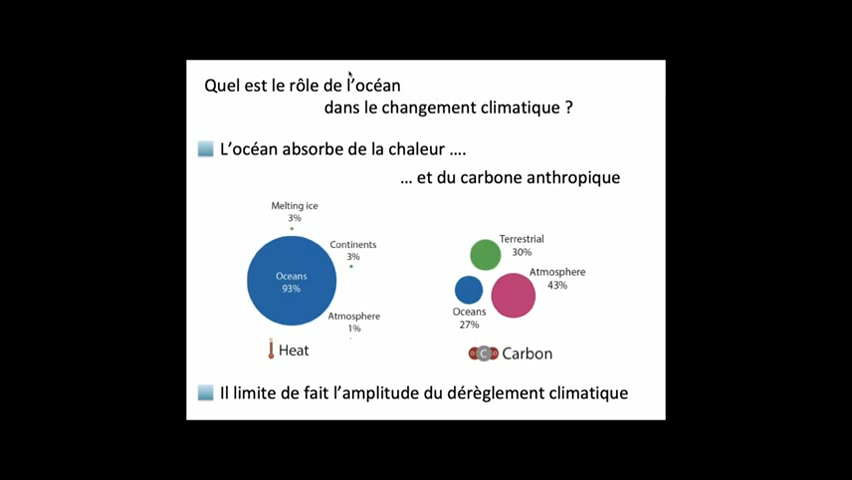 Quel est le rôle de l'océan
dans le changement climatique ?
L'océan absorbe de la chaleur ....
... et du carbone anthropique
Melting ice
3%
Continents
3%
Oceans
93%
Atmosphere
1%
Heat
Terrestrial
30%
Atmosphere
43%
Oceans
27%
C Carbon
Il limite de fait l'amplitude du dérèglement climatique